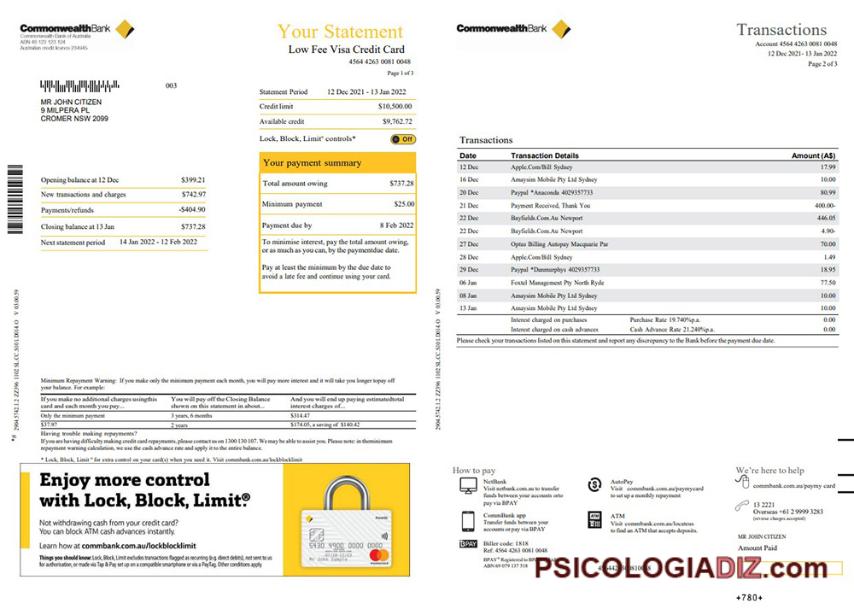 CommonwealthBank
Commonwealth Bank of Australia
ABN 48 123 123 124
Your Statement
Low Fee Visa Credit Card
4564 4263 0081 0048
Page 1 of 3
003
MR JOHN CITIZEN
9 MILPERA PL
CROMER NSW 2099
Statement Period 12 Dec 2021 - 13 Jan 2022
Credit limit $10,500.00
Available credit $9,762.72
Lock, Block, Limit® controls* Off
Your payment summary
Total amount owing $737.28
Minimum payment $25.00
Payment due by 8 Feb 2022
To minimise interest, pay the total amount owing,
or as much as you can, by the paymentdue date.
Pay at least the minimum by the due date to
avoid a late fee and continue using your card.
Opening balance at 12 Dec $399.21
New transactions and charges $742.97
Payments/refunds -$404.90
Closing balance at 13 Jan $737.28
Next statement period 14 Jan 2022 - 12 Feb 2022
Minimum Repayment Warning: If you make only the minimum payment each month, you will pay more interest and it will take you longer topay off
your balance. For example:
If you make no additional charges usingthis
card and each month you pay...
You will pay off the Closing Balance
shown on this statement in about...
And you will end up paying estimatedtotal
interest charges of...
Only the minimum payment 3 years, 6 months $314.47
$37.97 2 years $174.05, a saving of $140.42
Having trouble making repayments?
If you are having difficulty making credit card repayments, please contact us on 1300 130 107. We may be able to assist you. Please note: in theminimum
repayment warning calculation, we use the cash advance rate and apply it to the entire balance.
* Lock, Block, Limit® for extra control on your card(s) when you need it. Visit commbank.com.au/lockblocklimit
Enjoy more control
with Lock, Block, Limit.®
Not withdrawing cash from your credit card?
You can block ATM cash advances instantly.
Learn how at commbank.com.au/lockblocklimit
Things you should know: Lock, Block, Limit excludes transactions flagged as recurring (e.g. direct debits), not sent to us
for authorisation, or made via Tap & Pay set up on a compatible smartphone or via a PayTag. Other conditions apply.
CommonwealthBank
Transactions
Account 4564 4263 0081 0048
12 Dec 2021- 13 Jan 2022
Page 2 of 3
Transactions
Date Transaction Details Amount (A$)
12 Dec Apple.Com/Bill Sydney 17.99
16 Dec Amaysim Mobile Pty Ltd Sydney 10.00
20 Dec Paypal *Anaconda 4029357733 80.99
21 Dec Payment Received, Thank You 400.00-
22 Dec Bayfields.Com.Au Newport 446.05
22 Dec Bayfields.Com.Au Newport 4.90-
27 Dec Optus Billing Autopay Macquarie Par 70.00
28 Dec Apple.Com/Bill Sydney 1.49
29 Dec Paypal *Danmurphys 4029357733 18.95
06 Jan Foxtel Management Pty North Ryde 77.50
08 Jan Amaysim Mobile Pty Ltd Sydney 10.00
13 Jan Amaysim Mobile Pty Ltd Sydney 10.00
Interest charged on purchases Purchase Rate 19.740%p.a. 0.00
Interest charged on cash advances Cash Advance Rate 21.240%p.a. 0.00
Please check your transactions listed on this statement and report any discrepancy to the Bank before the payment due date.
How to pay
NetBank
Visit netbank.com.au to transfer
funds between your accounts orto
pay via BPAY
CommBank app
Transfer funds between your
accounts or pay via BPAY
BPAY
Biller code: 1818
Ref: 4564 4263 0081 0048
AutoPay
Visit commbank.com.au/paymycard
to set up a monthly repayment
ATM
Visit commbank.com.au/locateus
to find an ATM that accepts deposits.
We're here to help
commbank.com.au/paymy card
13 2221
Overseas +61 2 9999 3283
(reverse charges accepted)
MR JOHN CITIZEN
Amount Paid
PSICOLOGIADIZ.com
+780+